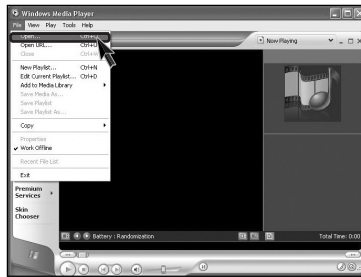 Windows Media Player
File View Play Tools Help
Now Playing
Open... Ctrl+O
Open URL... Ctrl+U
Close
New Playlist... Ctrl+N
Edit Current Playlist... Ctrl+D
Add to Media Library
Save Media As...
Save Playlist
Save Playlist As...
Copy
Properties
Work Offline
Recent File List
Exit
Premium
Services
Skin
Chooser
Battery : Randomization
Total Time: 0:00